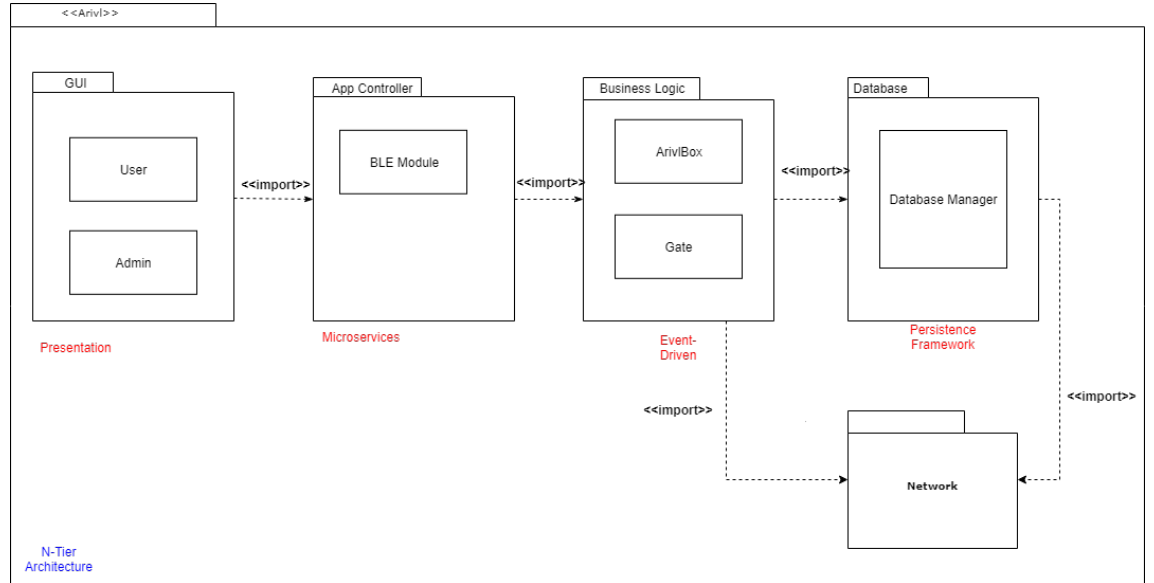 <<Arivl>>
GUI
App Controller
Business Logic
Database
User
BLE Module
ArivlBox
Database Manager
<<import>>
<<import>>
<<import>>
Admin
Gate
Presentation
Microservices
Event-
Driven
Persistence
Framework
<<import>>
<<import>>
Network
N-Tier
Architecture